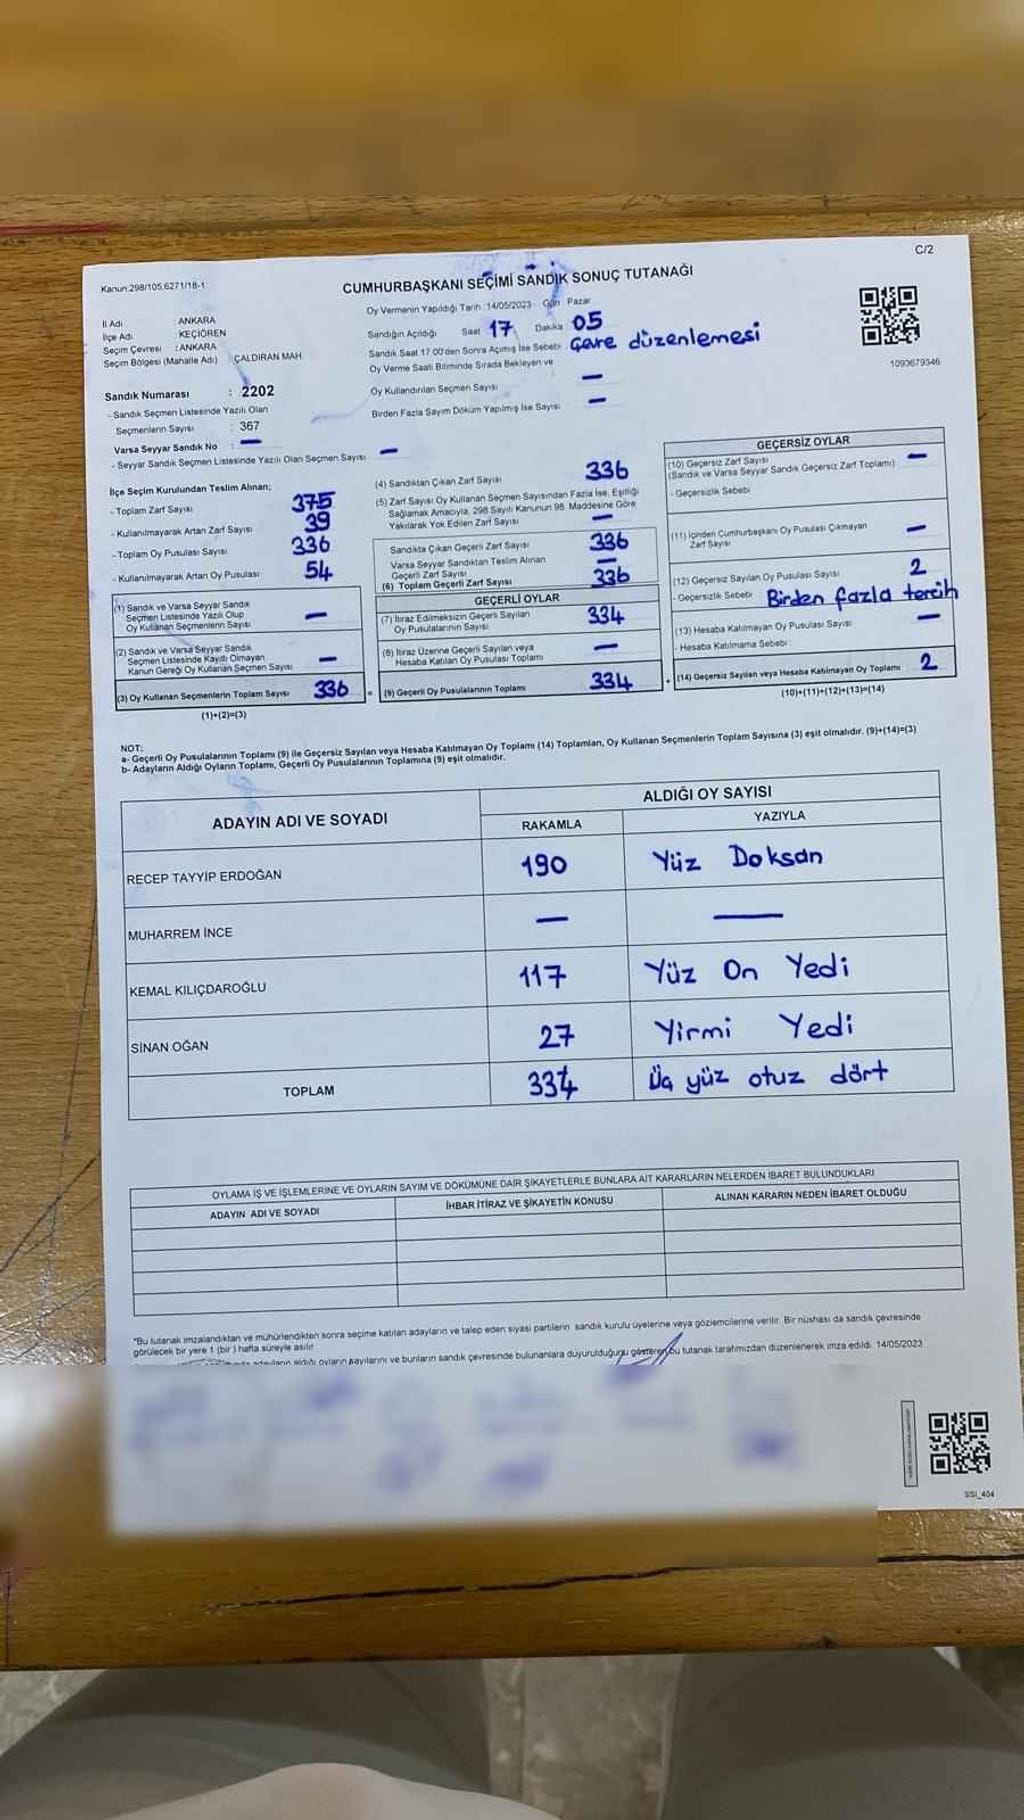 C/2
Kanun.298/105,6271/18-1
CUMHURBAŞKANI SEÇİMİ SANDIK SONUÇ TUTANAĞI
Oy Vermenin Yapıldığı Tarih 14/05/2023 Gün : Pazar
İl Adı : ANKARA
İlçe Adı : KEÇİÖREN
Seçim Çevresi : ANKARA
Seçim Bölgesi (Mahalle Adı) ÇALDIRAN MAH.
Sandık Numarası : 2202
- Sandık Seçmen Listesinde Yazılı Olan
Seçmenlerin Sayısı : 367
Varsa Seyyar Sandık No : —
- Seyyar Sandık Seçmen Listesinde Yazılı Olan Seçmen Sayısı —
Sandığın Açıldığı Saat 17 Dakika 05
Sandık Saat 17.00'den Sonra Açılmış İse Sebebi Çevre düzenlemesi
Oy Verme Saati Bitiminde Sırada Bekleyen ve
Oy Kullandırılan Seçmen Sayısı —
Birden Fazla Sayım Döküm Yapılmış İse Sayısı —
1093679346
İlçe Seçim Kurulundan Teslim Alınan;
- Toplam Zarf Sayısı 375
- Kullanılmayarak Artan Zarf Sayısı 39
- Toplam Oy Pusulası Sayısı 336
- Kullanılmayarak Artan Oy Pusulası 54
(1) Sandık ve Varsa Seyyar Sandık
Seçmen Listesinde Yazılı Olup
Oy Kullanan Seçmenlerin Sayısı —
(2) Sandık ve Varsa Seyyar Sandık
Seçmen Listesinde Kayıtlı Olmayan
Kanun Gereği Oy Kullanan Seçmen Sayısı —
(3) Oy Kullanan Seçmenlerin Toplam Sayısı 336
(1)+(2)=(3)
(4) Sandıktan Çıkan Zarf Sayısı 336
(5) Zarf Sayısı Oy Kullanan Seçmen Sayısından Fazla İse, Eşitliği
Sağlamak Amacıyla, 298 Sayılı Kanunun 98. Maddesine Göre
Yakılarak Yok Edilen Zarf Sayısı —
Sandıkta Çıkan Geçerli Zarf Sayısı 336
Varsa Seyyar Sandıktan Teslim Alınan
Geçerli Zarf Sayısı —
(6) Toplam Geçerli Zarf Sayısı 336
GEÇERLİ OYLAR
(7) İtiraz Edilmeksizin Geçerli Sayılan
Oy Pusulalarının Sayısı 334
(8) İtiraz Üzerine Geçerli Sayılan veya
Hesaba Katılan Oy Pusulası Toplamı —
= (9) Geçerli Oy Pusulalarının Toplamı 334
GEÇERSİZ OYLAR
(10) Geçersiz Zarf Sayısı
(Sandık ve Varsa Seyyar Sandık Geçersiz Zarf Toplamı) —
- Geçersizlik Sebebi
(11) İçinden Cumhurbaşkanı Oy Pusulası Çıkmayan
Zarf Sayısı —
(12) Geçersiz Sayılan Oy Pusulası Sayısı 2
- Geçersizlik Sebebi Birden fazla tercih
(13) Hesaba Katılmayan Oy Pusulası Sayısı —
- Hesaba Katılmama Sebebi :
+ (14) Geçersiz Sayılan veya Hesaba Katılmayan Oy Toplamı 2
(10)+(11)+(12)+(13)=(14)
NOT:
a- Geçerli Oy Pusulalarının Toplamı (9) ile Geçersiz Sayılan veya Hesaba Katılmayan Oy Toplamı (14) Toplamları, Oy Kullanan Seçmenlerin Toplam Sayısına (3) eşit olmalıdır. (9)+(14)=(3)
b- Adayların Aldığı Oyların Toplamı, Geçerli Oy Pusulalarının Toplamına (9) eşit olmalıdır.
ADAYIN ADI VE SOYADI ALDIĞI OY SAYISI
RAKAMLA YAZIYLA
RECEP TAYYİP ERDOĞAN 190 Yüz Doksan
MUHARREM İNCE — —
KEMAL KILIÇDAROĞLU 117 Yüz On Yedi
SİNAN OĞAN 27 Yirmi Yedi
TOPLAM 334 Üç yüz otuz dört
OYLAMA İŞ VE İŞLEMLERİNE VE OYLARIN SAYIM VE DÖKÜMÜNE DAİR ŞİKAYETLERLE BUNLARA AİT KARARLARIN NELERDEN İBARET BULUNDUKLARI
ADAYIN ADI VE SOYADI İHBAR İTİRAZ VE ŞİKAYETİN KONUSU ALINAN KARARIN NEDEN İBARET OLDUĞU
*Bu tutanak imzalandıktan ve mühürlendikten sonra seçime katılan adayların ve talep eden siyasi partilerin sandık kurulu üyelerine veya gözlemcilerine verilir. Bir nüshası da sandık çevresinde
görülecek bir yere 1 (bir) hafta süreyle asılır.
adayların aldığı oyların sayılarını ve bunların sandık çevresinde bulunanlara duyurulduğunu gösteren bu tutanak tarafımızdan düzenlenerek imza edildi. 14/05/2023
SSI_404